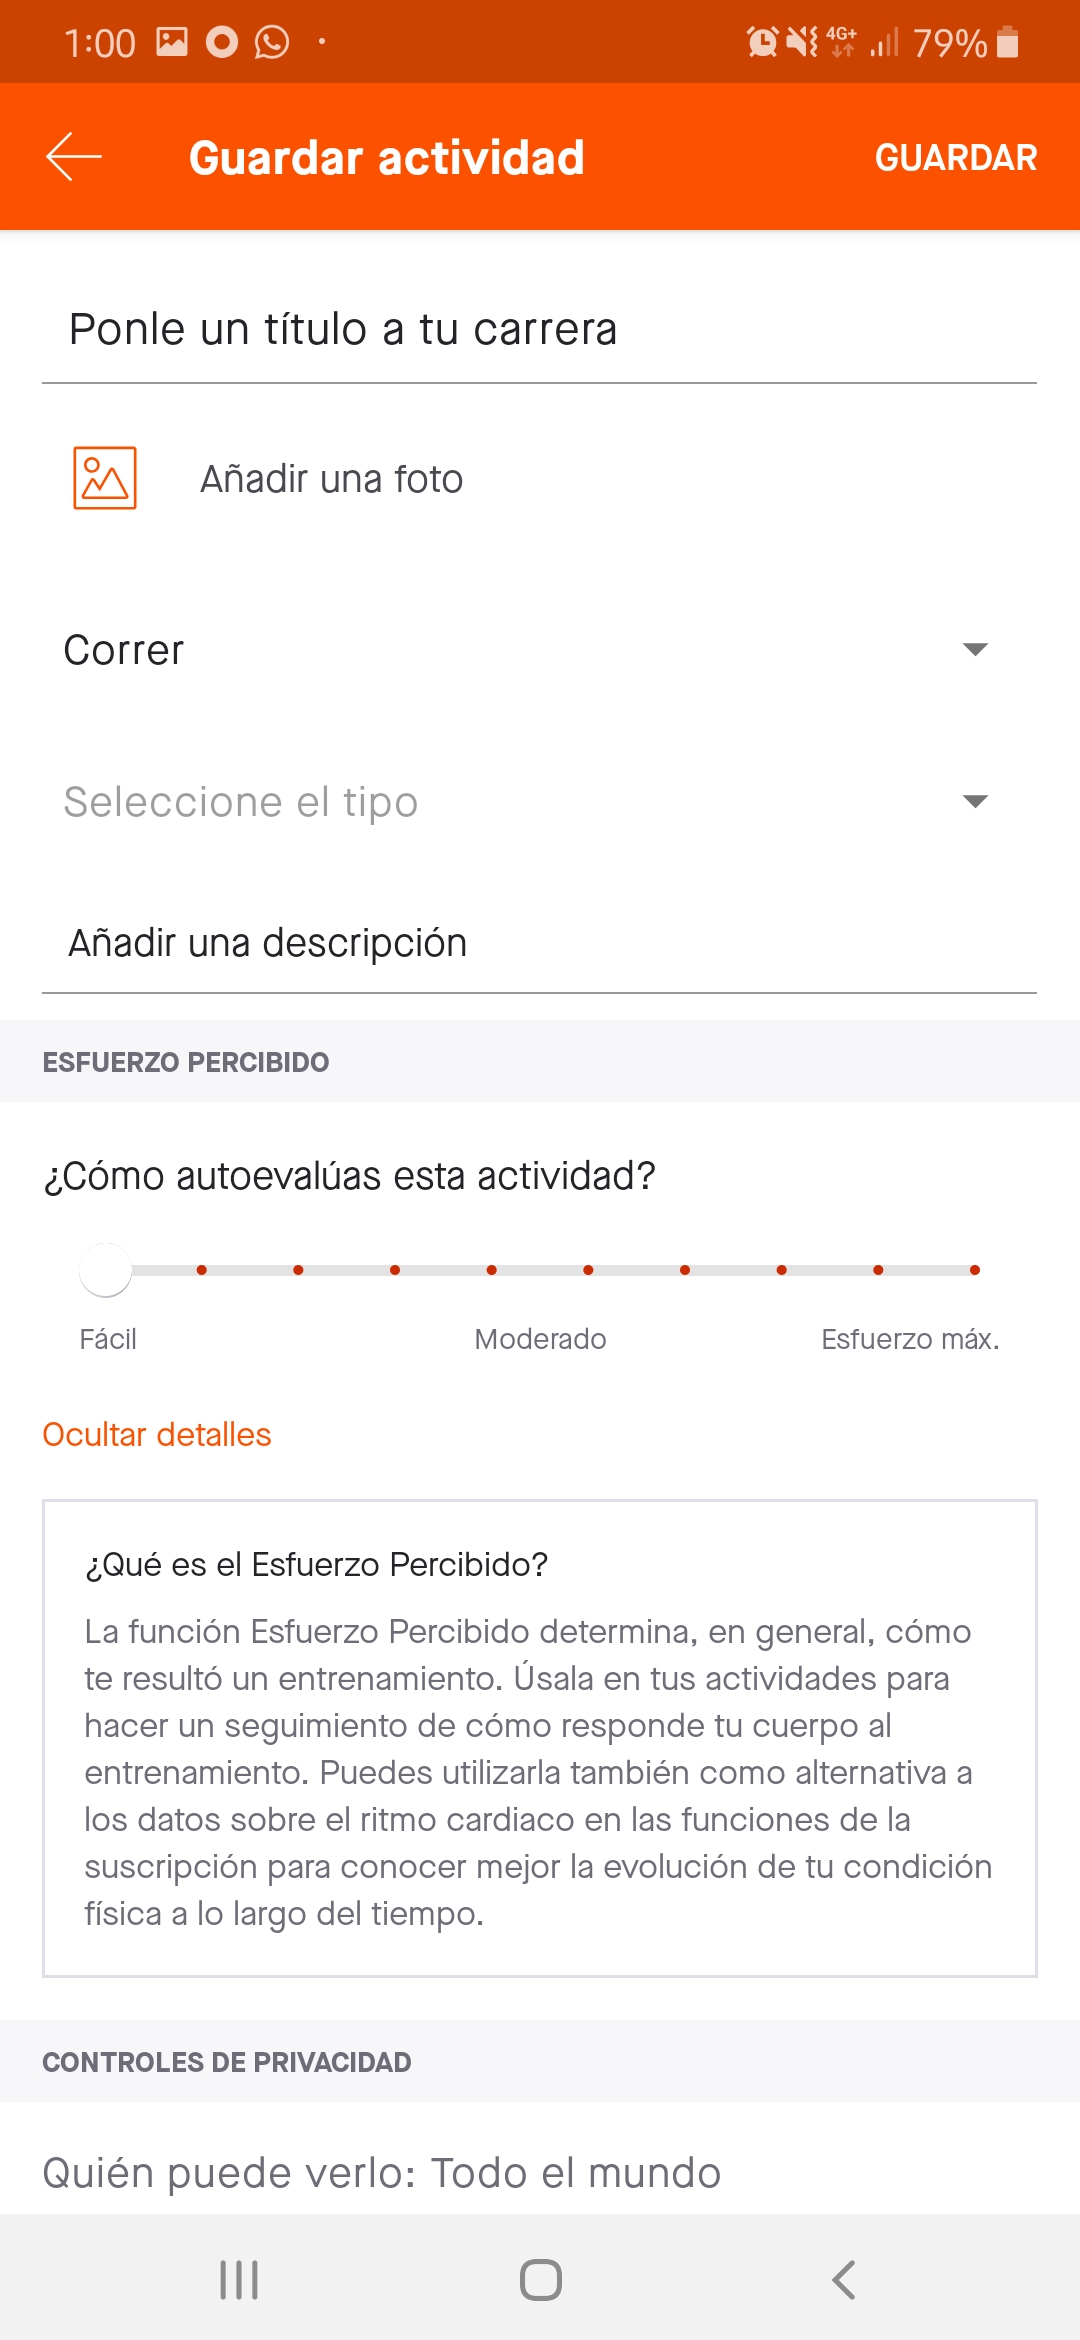 1:00
4G+
79%
Guardar actividad
GUARDAR
Ponle un título a tu carrera
Añadir una foto
Correr
Seleccione el tipo
Añadir una descripción
ESFUERZO PERCIBIDO
¿Cómo autoevalúas esta actividad?
Fácil
Moderado
Esfuerzo máx.
Ocultar detalles
¿Qué es el Esfuerzo Percibido?
La función Esfuerzo Percibido determina, en general, cómo
te resultó un entrenamiento. Úsala en tus actividades para
hacer un seguimiento de cómo responde tu cuerpo al
entrenamiento. Puedes utilizarla también como alternativa a
los datos sobre el ritmo cardiaco en las funciones de la
suscripción para conocer mejor la evolución de tu condición
física a lo largo del tiempo.
CONTROLES DE PRIVACIDAD
Quién puede verlo: Todo el mundo